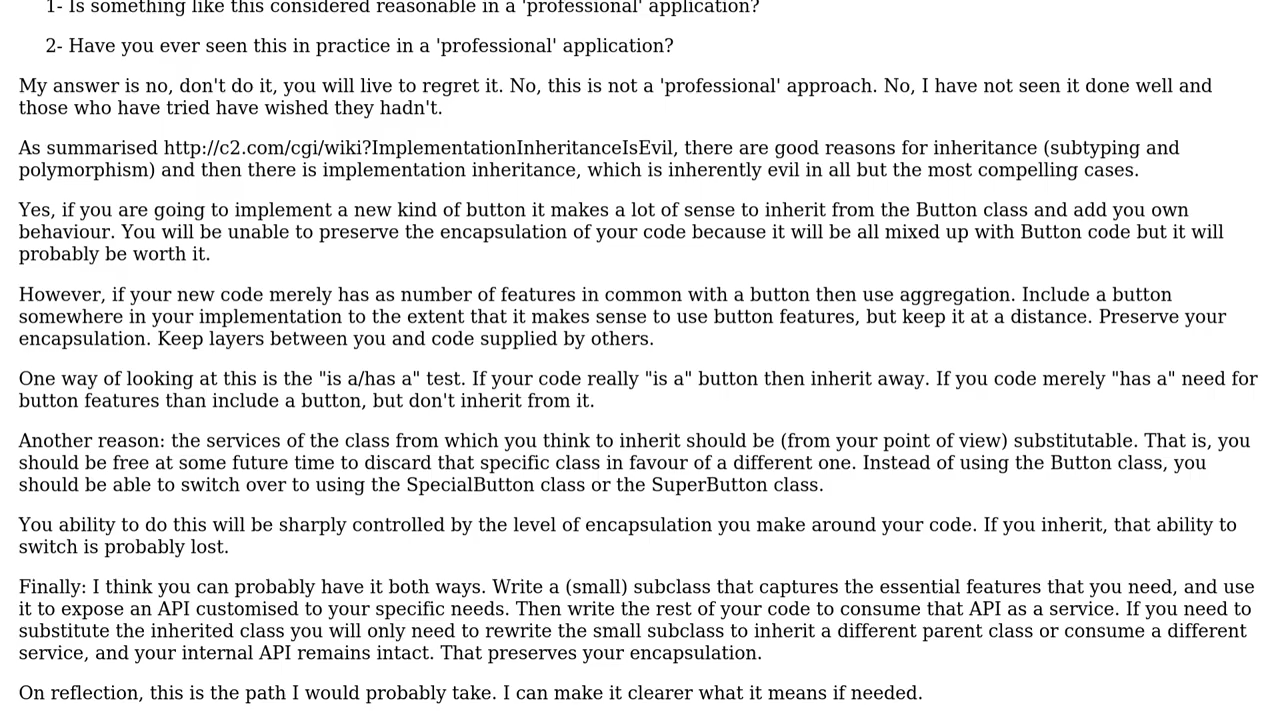 1- Is something like this considered reasonable in a 'professional' application?
2- Have you ever seen this in practice in a 'professional' application?
My answer is no, don't do it, you will live to regret it. No, this is not a 'professional' approach. No, I have not seen it done well and
those who have tried have wished they hadn't.
As summarised http://c2.com/cgi/wiki?ImplementationInheritanceIsEvil, there are good reasons for inheritance (subtyping and
polymorphism) and then there is implementation inheritance, which is inherently evil in all but the most compelling cases.
Yes, if you are going to implement a new kind of button it makes a lot of sense to inherit from the Button class and add you own
behaviour. You will be unable to preserve the encapsulation of your code because it will be all mixed up with Button code but it will
probably be worth it.
However, if your new code merely has as number of features in common with a button then use aggregation. Include a button
somewhere in your implementation to the extent that it makes sense to use button features, but keep it at a distance. Preserve your
encapsulation. Keep layers between you and code supplied by others.
One way of looking at this is the "is a/has a" test. If your code really "is a" button then inherit away. If you code merely "has a" need for
button features than include a button, but don't inherit from it.
Another reason: the services of the class from which you think to inherit should be (from your point of view) substitutable. That is, you
should be free at some future time to discard that specific class in favour of a different one. Instead of using the Button class, you
should be able to switch over to using the SpecialButton class or the SuperButton class.
You ability to do this will be sharply controlled by the level of encapsulation you make around your code. If you inherit, that ability to
switch is probably lost.
Finally: I think you can probably have it both ways. Write a (small) subclass that captures the essential features that you need, and use
it to expose an API customised to your specific needs. Then write the rest of your code to consume that API as a service. If you need to
substitute the inherited class you will only need to rewrite the small subclass to inherit a different parent class or consume a different
service, and your internal API remains intact. That preserves your encapsulation.
On reflection, this is the path I would probably take. I can make it clearer what it means if needed.